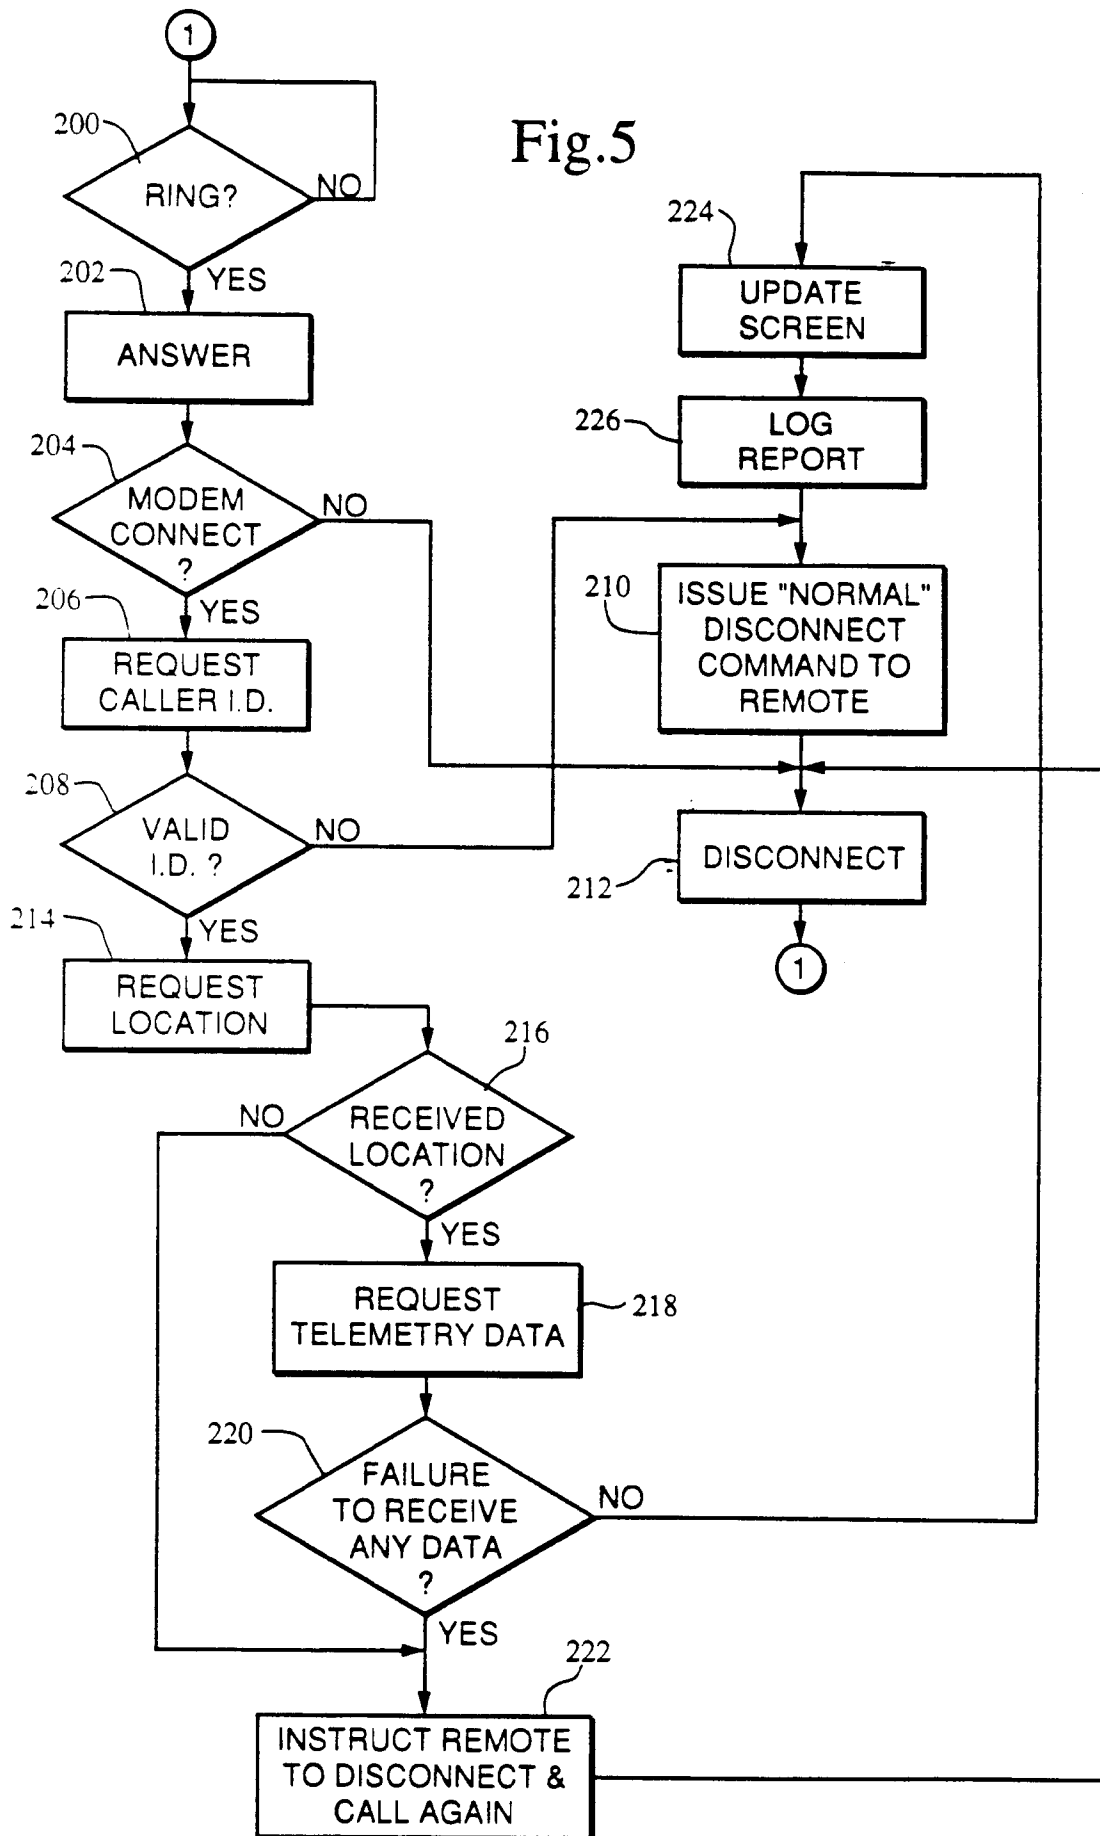 1
Fig.5
200
RING?
NO
YES
202
ANSWER
204
MODEM
CONNECT
?
NO
YES
206
REQUEST
CALLER I.D.
208
VALID
I.D. ?
NO
YES
214
REQUEST
LOCATION
224
UPDATE
SCREEN
226
LOG
REPORT
210
ISSUE "NORMAL"
DISCONNECT
COMMAND TO
REMOTE
212
DISCONNECT
1
216
RECEIVED
LOCATION
?
NO
YES
218
REQUEST
TELEMETRY DATA
220
FAILURE
TO RECEIVE
ANY DATA
?
NO
YES
222
INSTRUCT REMOTE
TO DISCONNECT &
CALL AGAIN